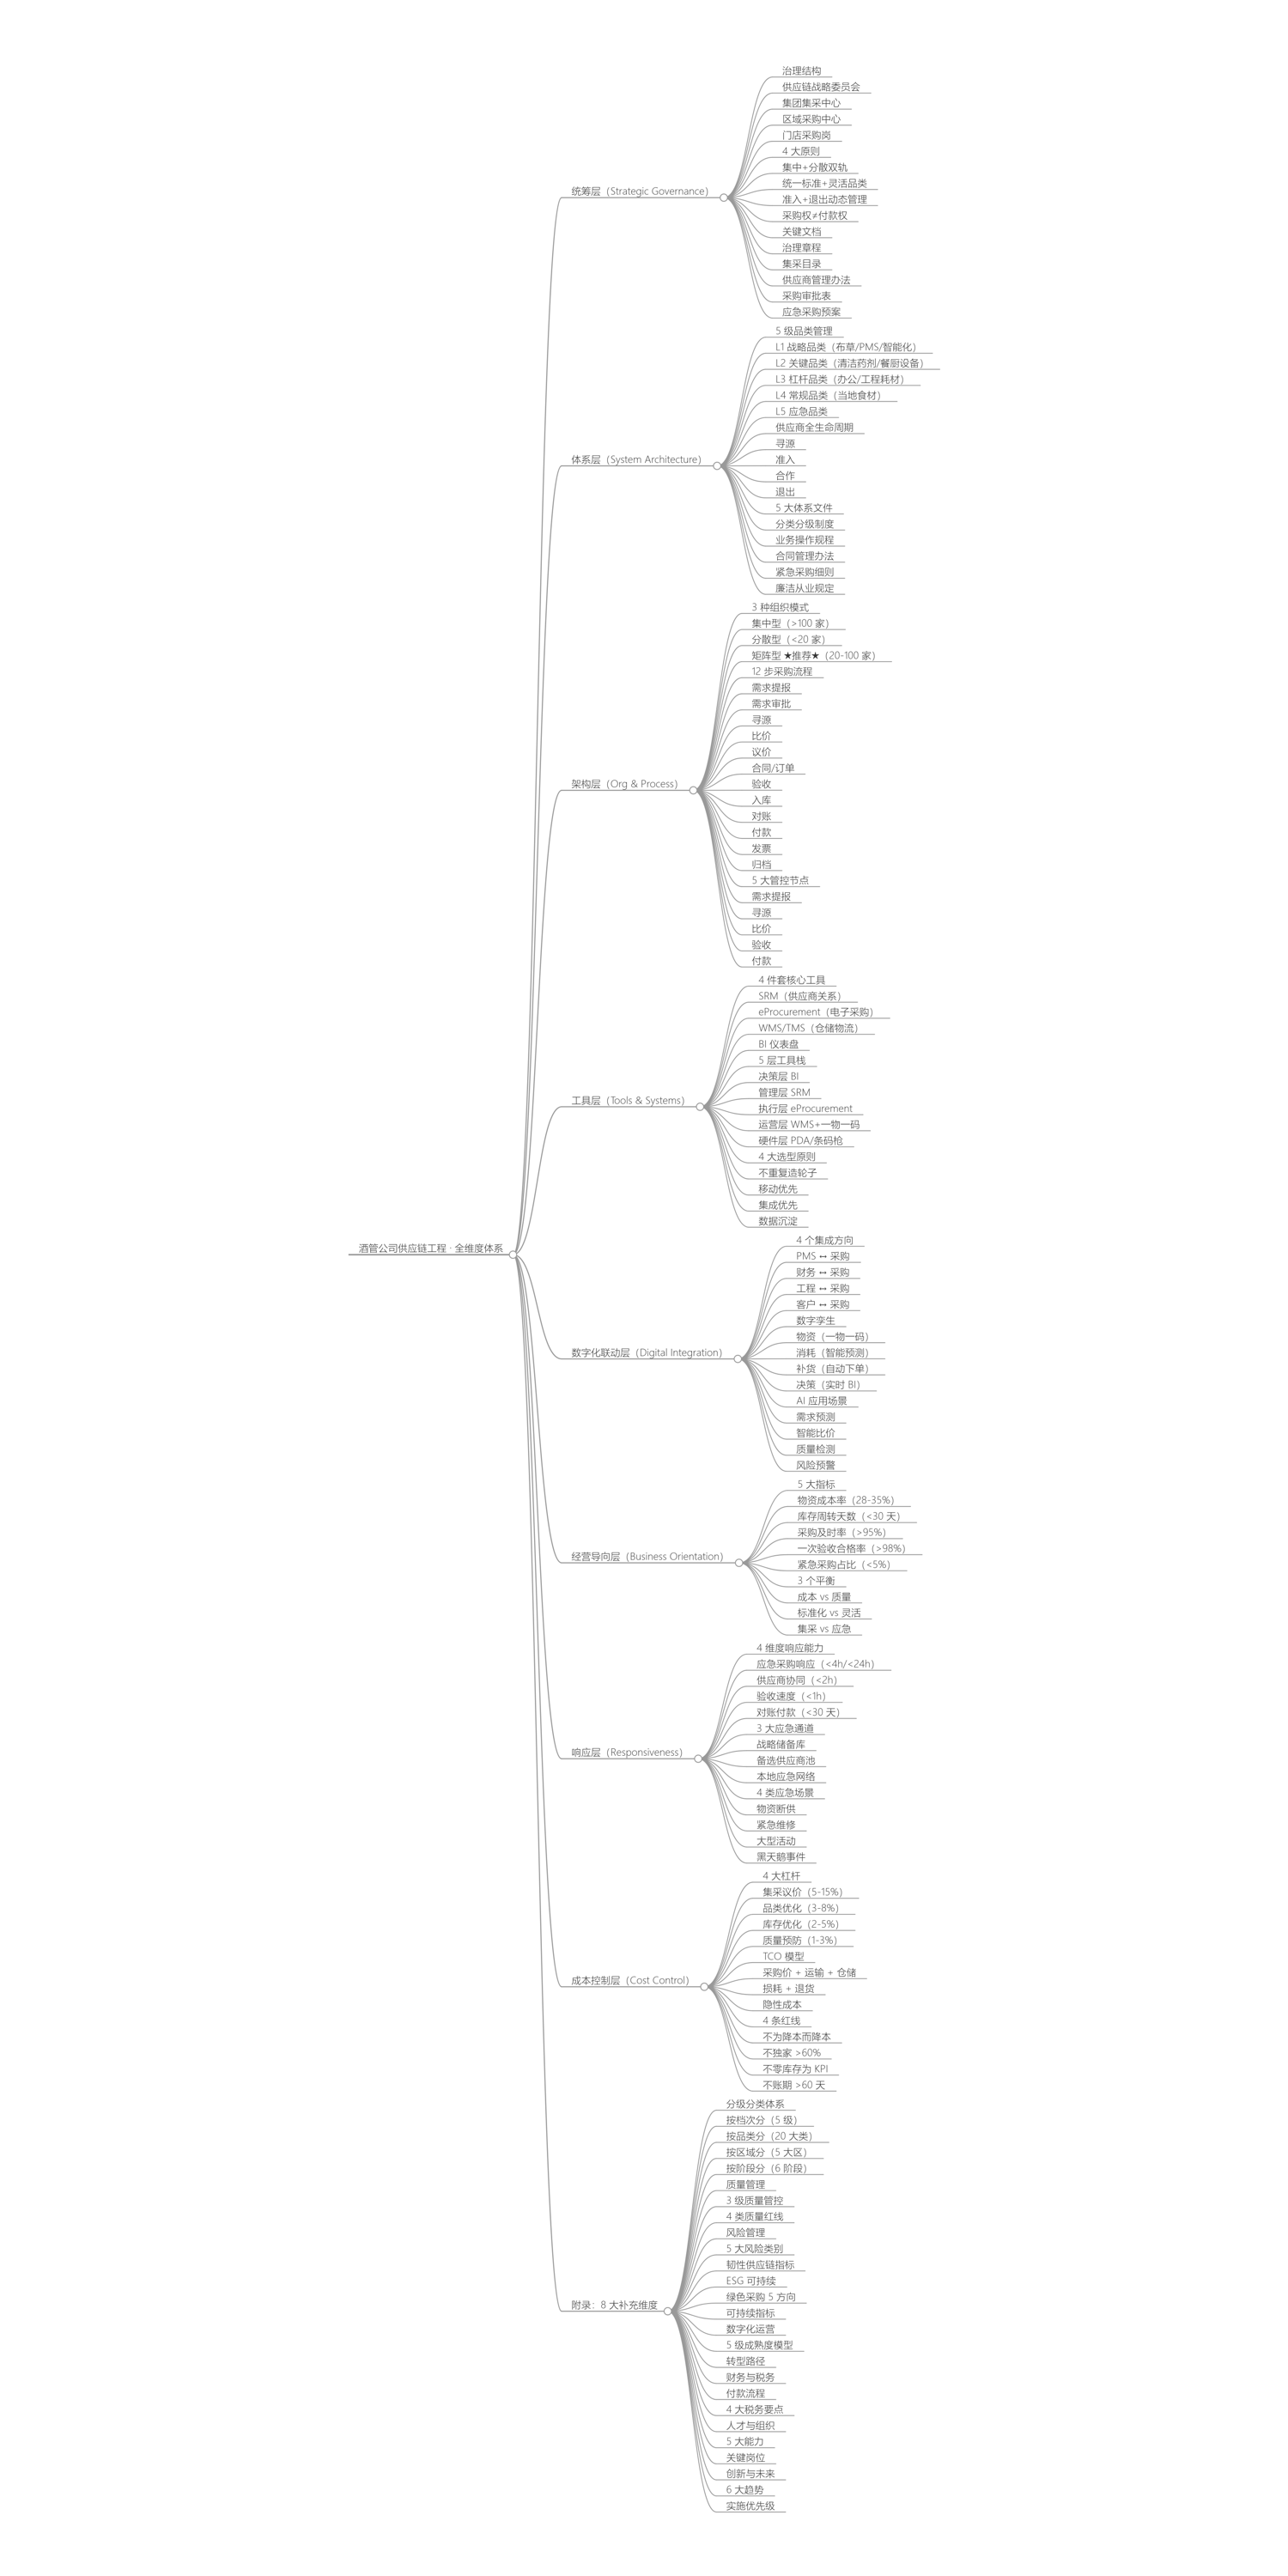 酒管公司供应链工程 · 全维度体系
统筹层（Strategic Governance）
治理结构
供应链战略委员会
集团集采中心
区域采购中心
门店采购岗
4 大原则
集中+分散双轨
统一标准+灵活品类
准入+退出动态管理
采购权≠付款权
关键文档
治理章程
集采目录
供应商管理办法
采购审批表
应急采购预案
体系层（System Architecture）
5 级品类管理
L1 战略品类（布草/PMS/智能化）
L2 关键品类（清洁药剂/餐厨设备）
L3 杠杆品类（办公/工程耗材）
L4 常规品类（当地食材）
L5 应急品类
供应商全生命周期
寻源
准入
合作
退出
5 大体系文件
分类分级制度
业务操作规程
合同管理办法
紧急采购细则
廉洁从业规定
架构层（Org & Process）
3 种组织模式
集中型（>100 家）
分散型（<20 家）
矩阵型 ★推荐★（20-100 家）
12 步采购流程
需求提报
需求审批
寻源
比价
议价
合同/订单
验收
入库
对账
付款
发票
归档
5 大管控节点
需求提报
寻源
比价
验收
付款
工具层（Tools & Systems）
4 件套核心工具
SRM（供应商关系）
eProcurement（电子采购）
WMS/TMS（仓储物流）
BI 仪表盘
5 层工具栈
决策层 BI
管理层 SRM
执行层 eProcurement
运营层 WMS+一物一码
硬件层 PDA/条码枪
4 大选型原则
不重复造轮子
移动优先
集成优先
数据沉淀
数字化联动层（Digital Integration）
4 个集成方向
PMS ↔ 采购
财务 ↔ 采购
工程 ↔ 采购
客户 ↔ 采购
数字孪生
物资（一物一码）
消耗（智能预测）
补货（自动下单）
决策（实时 BI）
AI 应用场景
需求预测
智能比价
质量检测
风险预警
经营导向层（Business Orientation）
5 大指标
物资成本率（28-35%）
库存周转天数（<30 天）
采购及时率（>95%）
一次验收合格率（>98%）
紧急采购占比（<5%）
3 个平衡
成本 vs 质量
标准化 vs 灵活
集采 vs 应急
响应层（Responsiveness）
4 维度响应能力
应急采购响应（<4h/<24h）
供应商协同（<2h）
验收速度（<1h）
对账付款（<30 天）
3 大应急通道
战略储备库
备选供应商池
本地应急网络
4 类应急场景
物资断供
紧急维修
大型活动
黑天鹅事件
成本控制层（Cost Control）
4 大杠杆
集采议价（5-15%）
品类优化（3-8%）
库存优化（2-5%）
质量预防（1-3%）
TCO 模型
采购价 + 运输 + 仓储
损耗 + 退货
隐性成本
4 条红线
不为降本而降本
不独家 >60%
不零库存为 KPI
不账期 >60 天
附录：8 大补充维度
分级分类体系
按档次分（5 级）
按品类分（20 大类）
按区域分（5 大区）
按阶段分（6 阶段）
质量管理
3 级质量管控
4 类质量红线
风险管理
5 大风险类别
韧性供应链指标
ESG 可持续
绿色采购 5 方向
可持续指标
数字化运营
5 级成熟度模型
转型路径
财务与税务
付款流程
4 大税务要点
人才与组织
5 大能力
关键岗位
创新与未来
6 大趋势
实施优先级